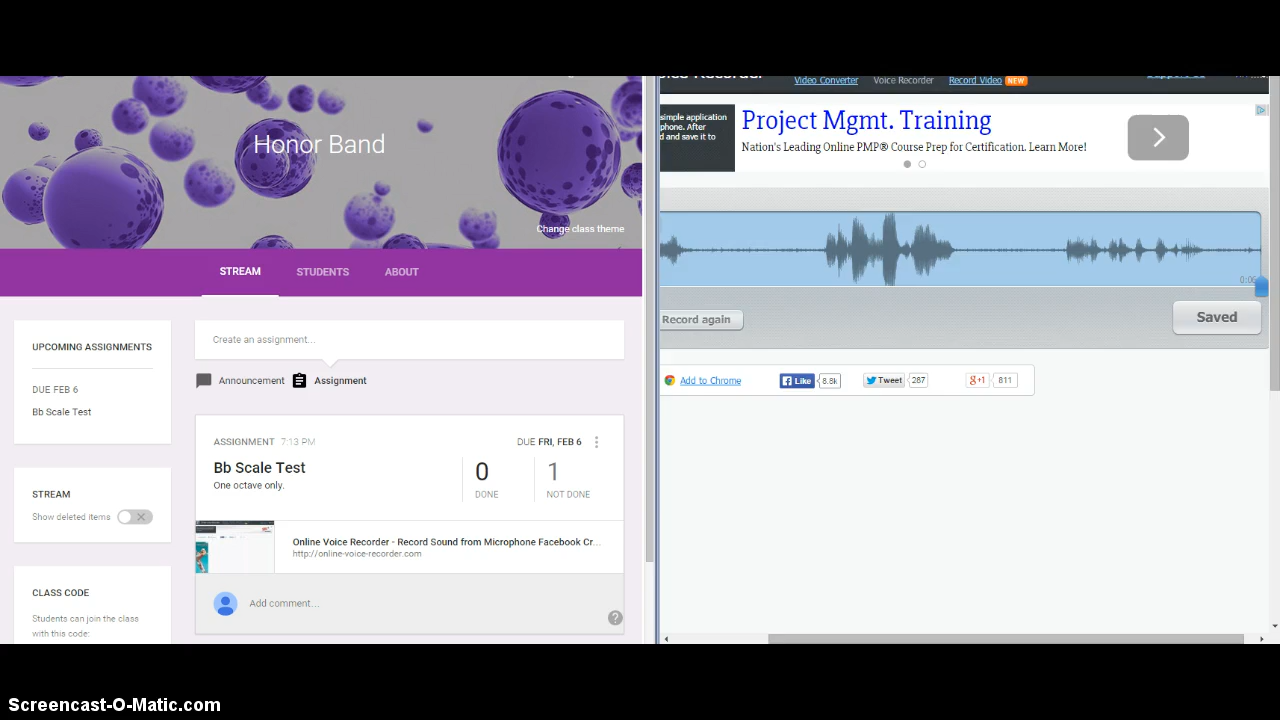 Honor Band
Change class theme
STREAM
STUDENTS
ABOUT
UPCOMING ASSIGNMENTS
DUE FEB 6
Bb Scale Test
STREAM
Show deleted items
CLASS CODE
Students can join the class
with this code:
Create an assignment...
Announcement
Assignment
ASSIGNMENT 7:13 PM
DUE FRI, FEB 6
Bb Scale Test
One octave only.
0
DONE
1
NOT DONE
Online Voice Recorder - Record Sound from Microphone Facebook Cr...
http://online-voice-recorder.com
Add comment...
?
Video Converter
Voice Recorder
Record Video NEW
simple application
phone. After
d and save it to
Project Mgmt. Training
Nation's Leading Online PMP® Course Prep for Certification. Learn More!
Record again
Saved
Add to Chrome
Like 8.8k
Tweet 287
g+1 811
Screencast-O-Matic.com